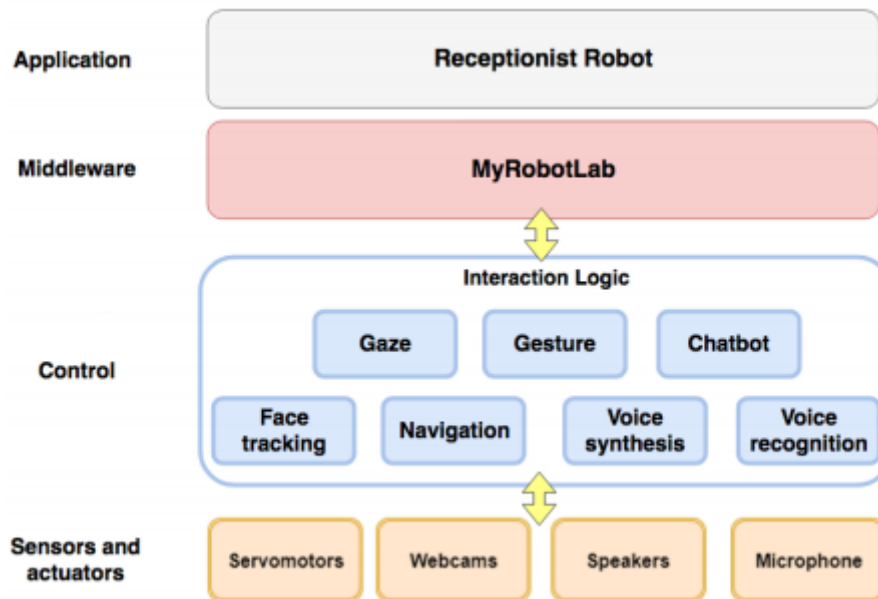 Application
Receptionist Robot
Middleware
MyRobotLab
Interaction Logic
Control
Gaze
Gesture
Chatbot
Face
tracking
Navigation
Voice
synthesis
Voice
recognition
Sensors and
actuators
Servomotors
Webcams
Speakers
Microphone